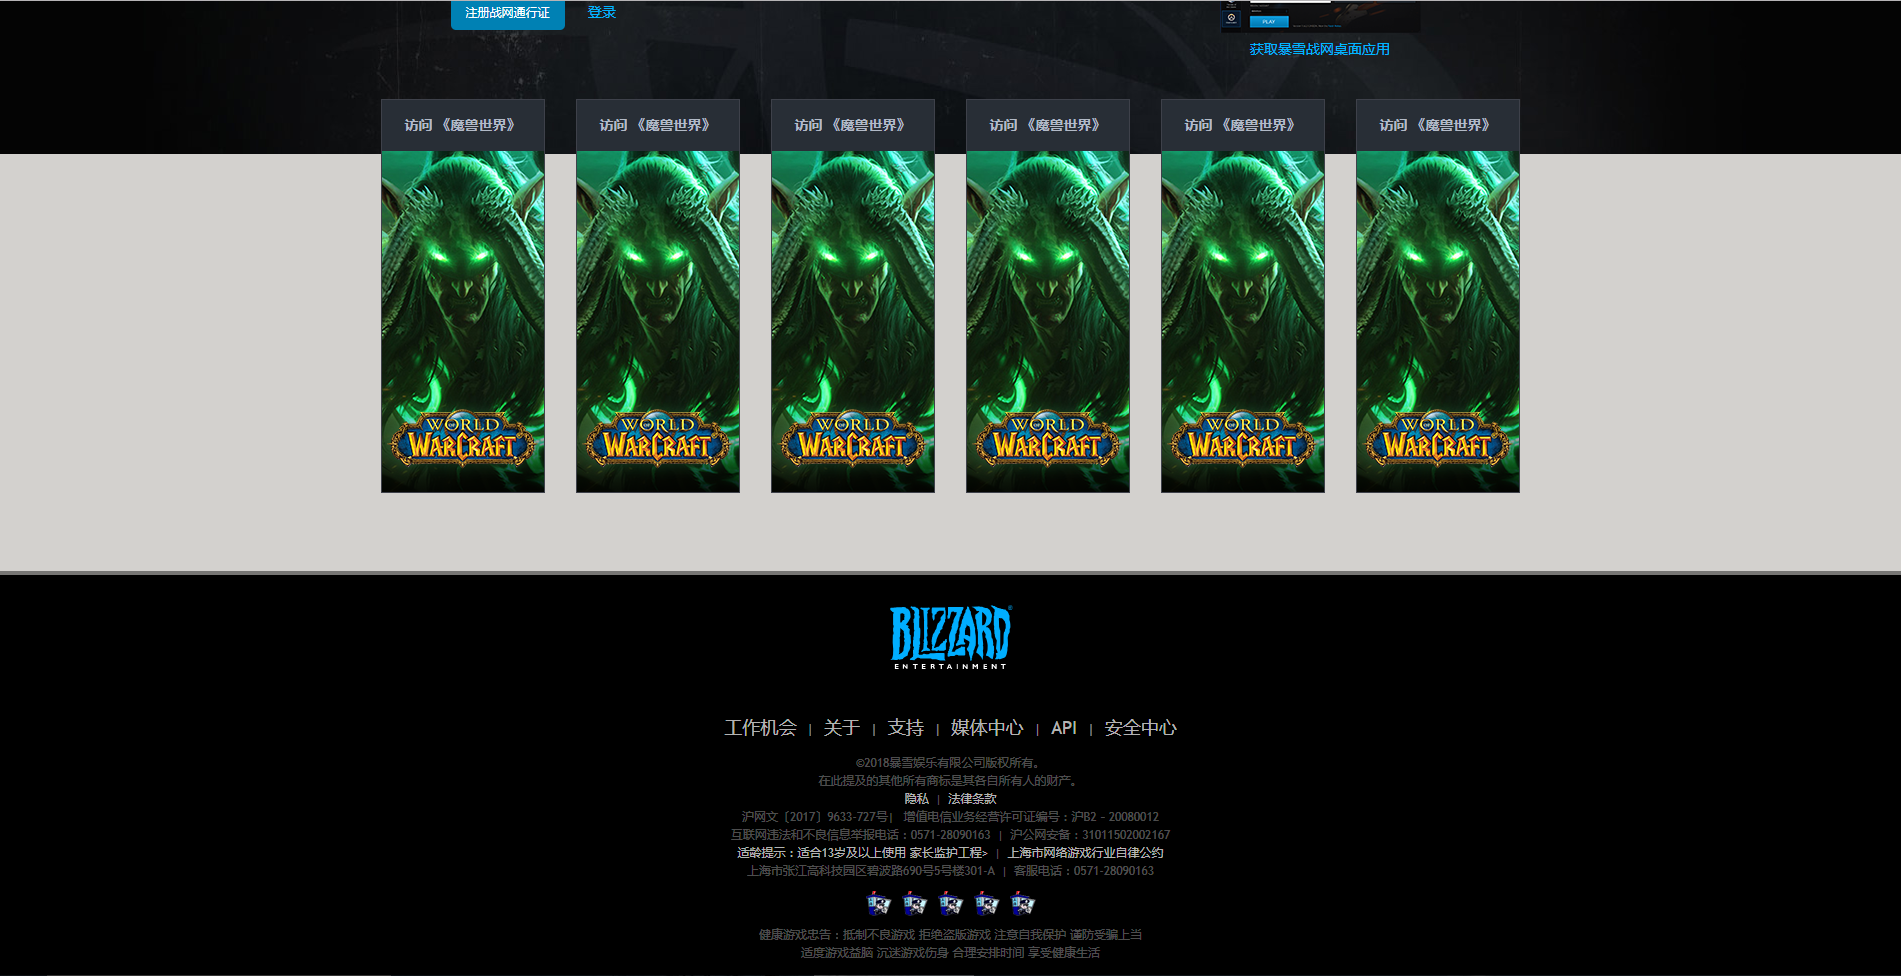 注册战网通行证 登录
PLAY
获取暴雪战网桌面应用
访问 《魔兽世界》 访问 《魔兽世界》 访问 《魔兽世界》 访问 《魔兽世界》 访问 《魔兽世界》 访问 《魔兽世界》
WORLD WORLD WORLD WORLD WORLD WORLD
WARCRAFT WARCRAFT WARCRAFT WARCRAFT WARCRAFT WARCRAFT
BLIZZARD®
ENTERTAINMENT
工作机会 | 关于 | 支持 | 媒体中心 | API | 安全中心
©2018暴雪娱乐有限公司版权所有。
在此提及的其他所有商标是其各自所有人的财产。
隐私 | 法律条款
沪网文〔2017〕9633-727号| 增值电信业务经营许可证编号：沪B2 - 20080012
互联网违法和不良信息举报电话：0571-28090163 | 沪公网安备：31011502002167
适龄提示：适合13岁及以上使用 家长监护工程> | 上海市网络游戏行业自律公约
上海市张江高科技园区碧波路690号5号楼301-A | 客服电话：0571-28090163
健康游戏忠告：抵制不良游戏 拒绝盗版游戏 注意自我保护 谨防受骗上当
适度游戏益脑 沉迷游戏伤身 合理安排时间 享受健康生活